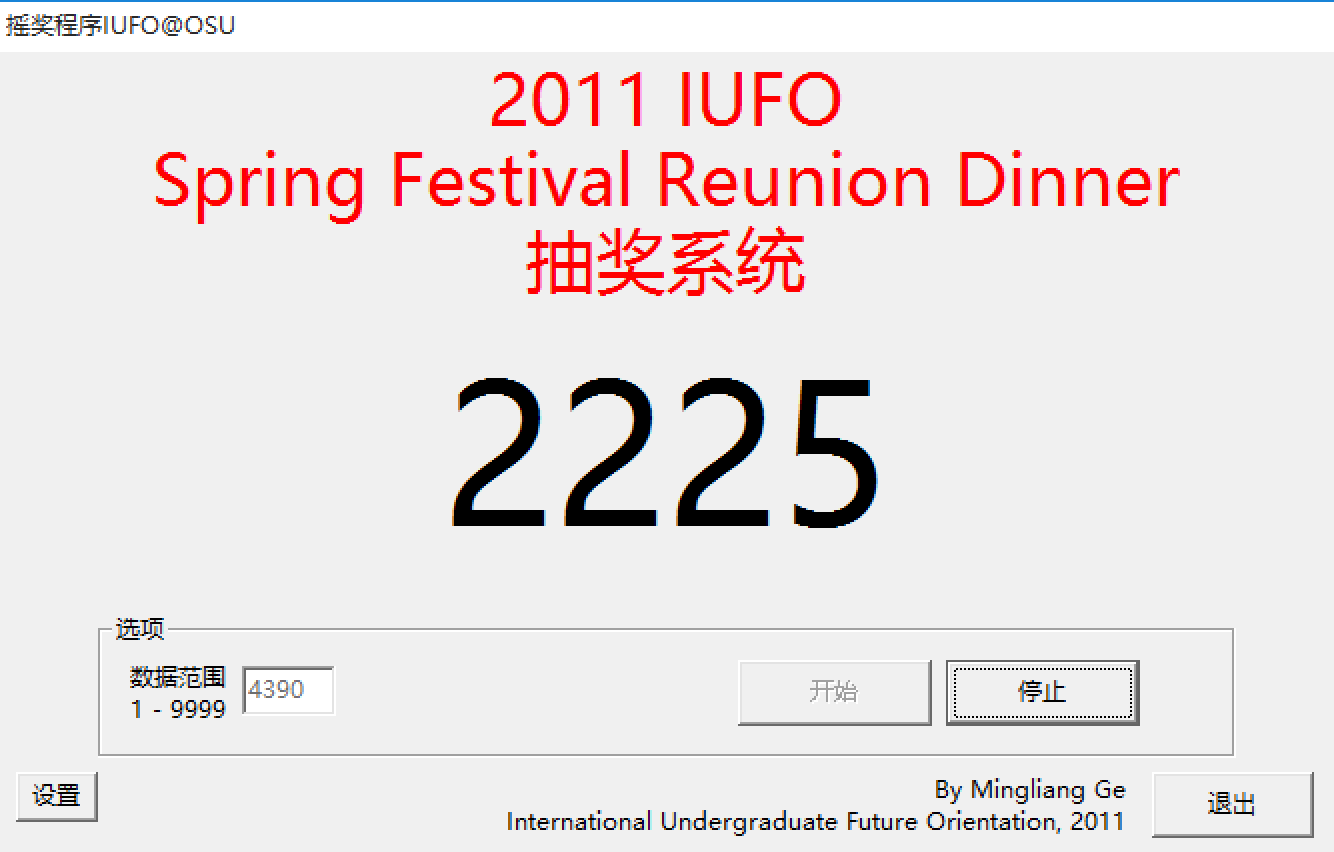 摇奖程序IUFO@OSU
2011 IUFO
Spring Festival Reunion Dinner
抽奖系统
2225
选项
数据范围
1 - 9999
4390
开始
停止
设置
By Mingliang Ge
International Undergraduate Future Orientation, 2011
退出